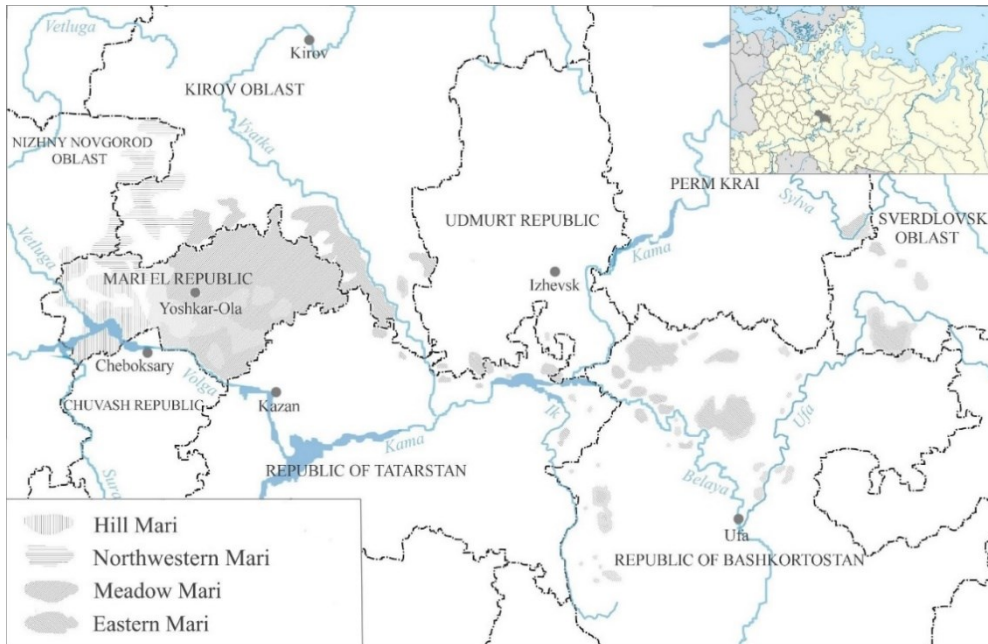 Vetluga
Kirov
KIROV OBLAST
Vyatka
NIZHNY NOVGOROD
OBLAST
PERM KRAI
Sylva
UDMURT REPUBLIC
SVERDLOVSK
OBLAST
Vetluga
Kama
MARI EL REPUBLIC
Izhevsk
Yoshkar-Ola
Cheboksary
Volga
CHUVASH REPUBLIC
Kazan
Ik
Ufa
Kama
REPUBLIC OF TATARSTAN
Sura
Belaya
Ufa
REPUBLIC OF BASHKORTOSTAN
Hill Mari
Northwestern Mari
Meadow Mari
Eastern Mari